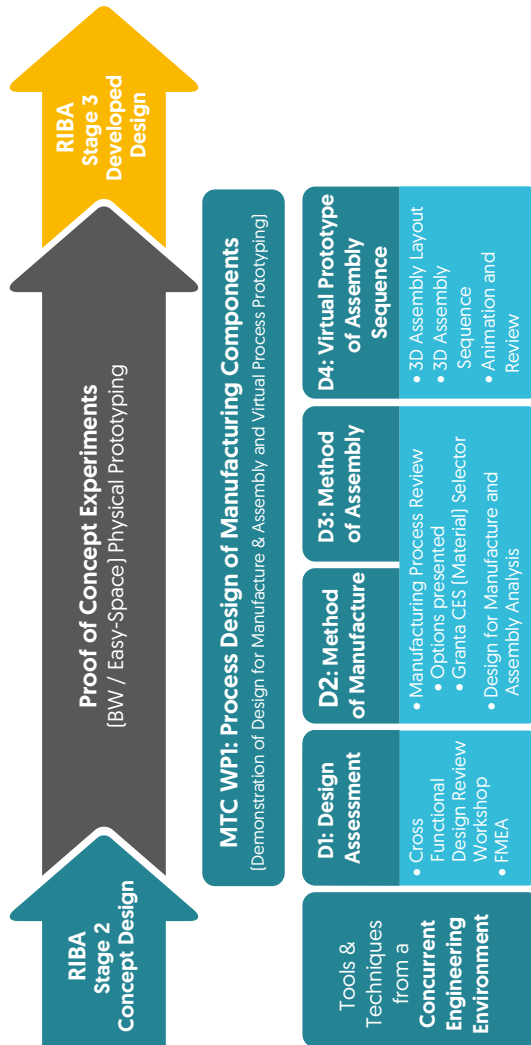 RIBA
Stage 2
Concept Design
Proof of Concept Experiments
[BW / Easy-Space] Physical Prototyping
RIBA
Stage 3
Developed
Design
MTC WP1: Process Design of Manufacturing Components
[Demonstration of Design for Manufacture & Assembly and Virtual Process Prototyping]
Tools &
Techniques
from a
Concurrent
Engineering
Environment
D1: Design
Assessment
• Cross
Functional
Design Review
Workshop
• FMEA
D2: Method
of Manufacture
D3: Method
of Assembly
• Manufacturing Process Review
• Options presented
• Granta CES [Material] Selector
• Design for Manufacture and
Assembly Analysis
D4: Virtual Prototype
of Assembly
Sequence
• 3D Assembly Layout
• 3D Assembly
Sequence
• Animation and
Review